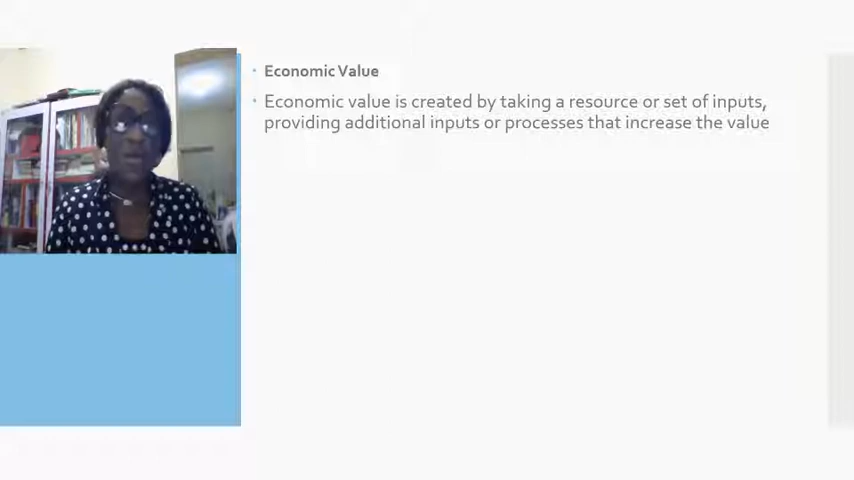 Economic Value
Economic value is created by taking a resource or set of inputs,
providing additional inputs or processes that increase the value